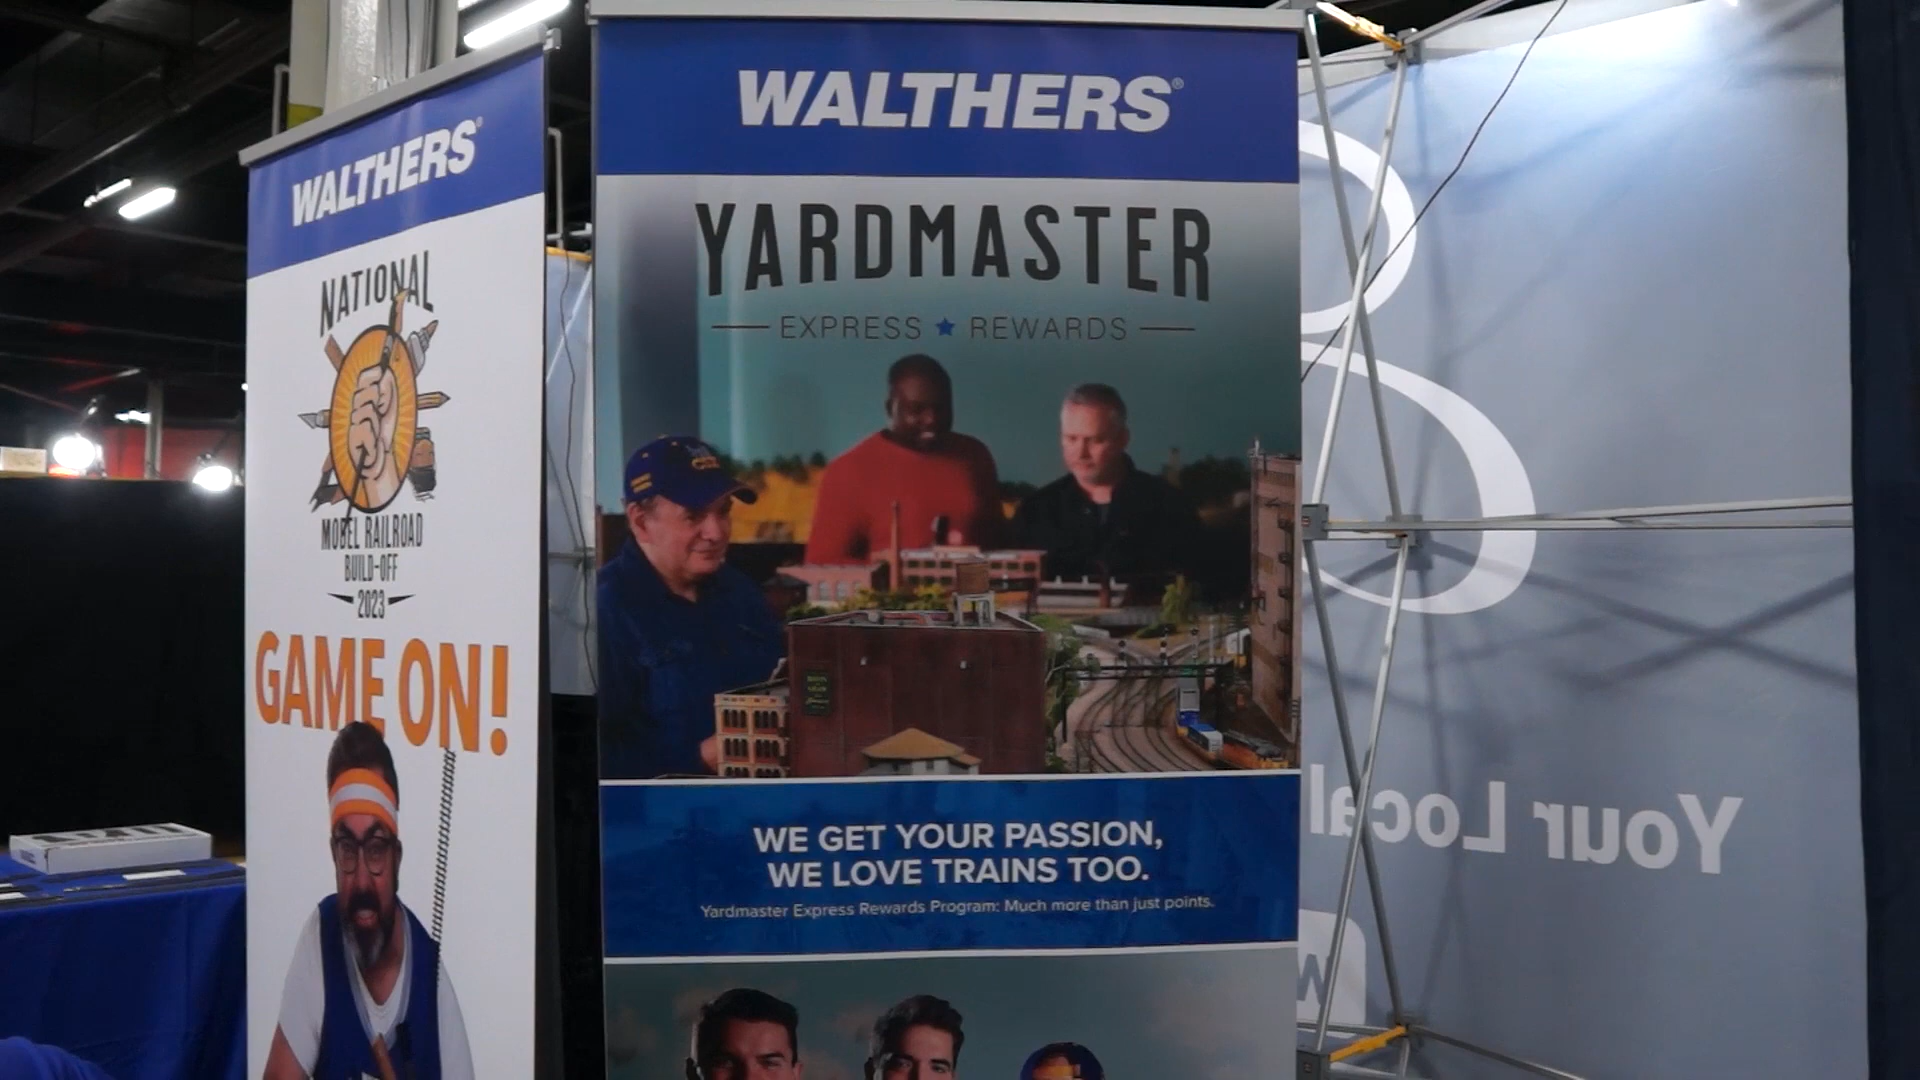 WALTHERS®
NATIONAL
MODEL RAILROAD
BUILD-OFF
2023
GAME ON!
WALTHERS®
YARDMASTER
EXPRESS ★ REWARDS
WE GET YOUR PASSION,
WE LOVE TRAINS TOO.
Yardmaster Express Rewards Program: Much more than just points.
Your Local